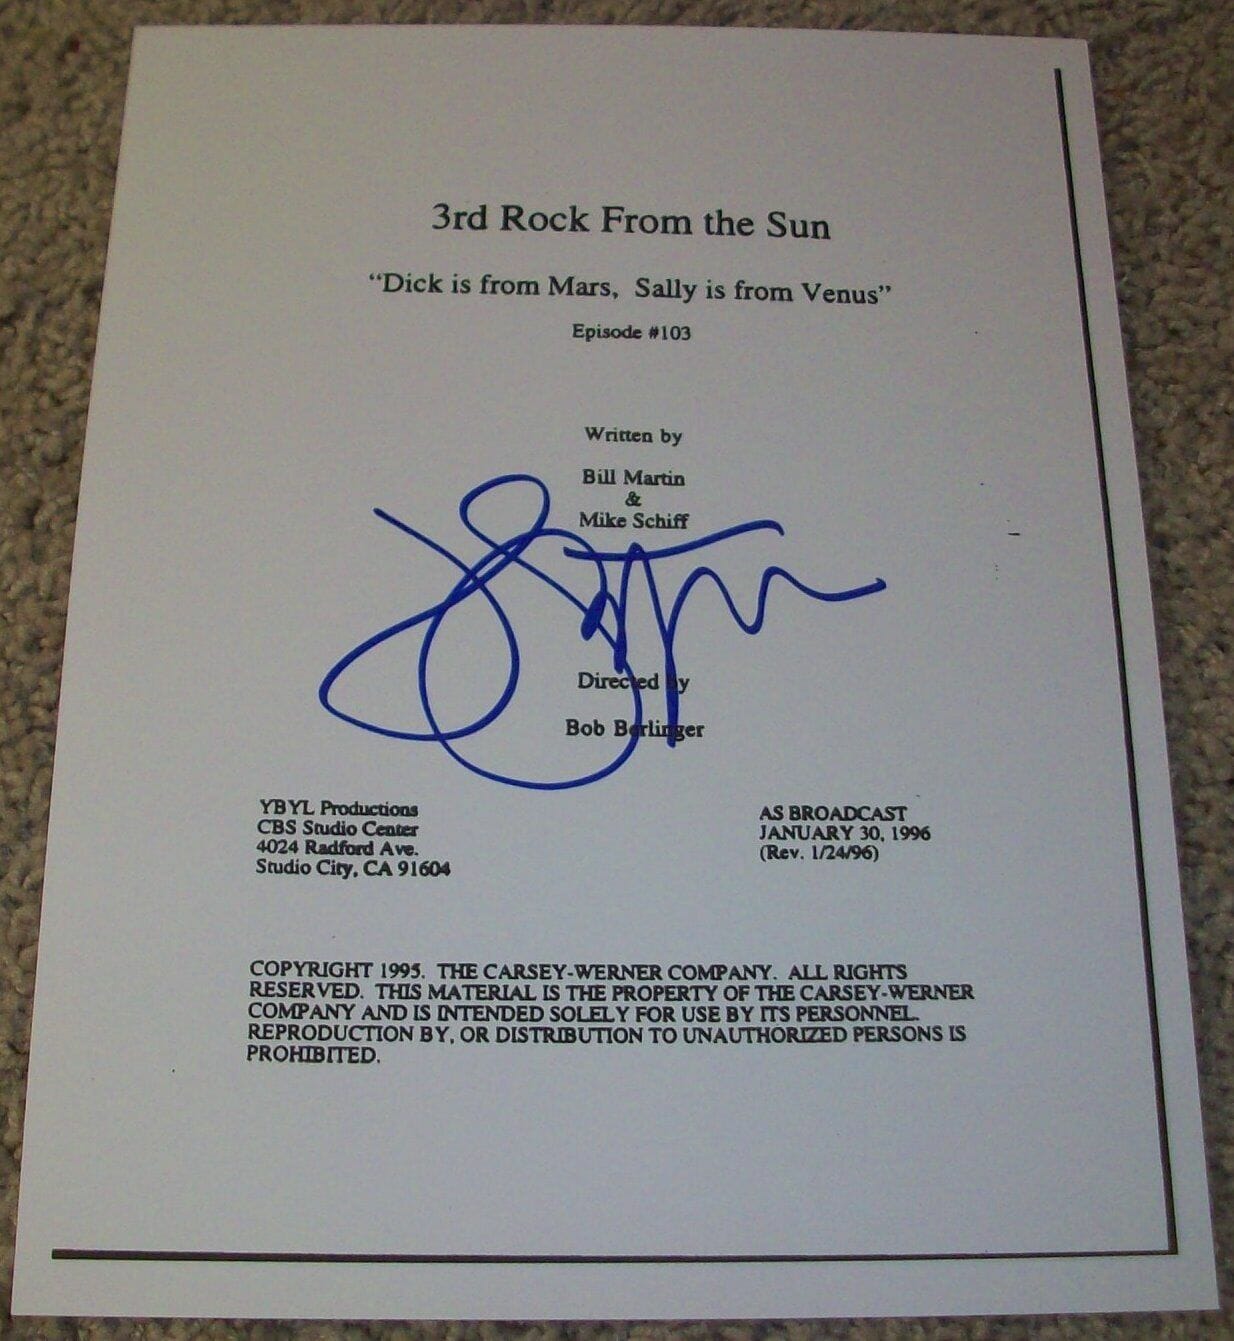 3rd Rock From the Sun
“Dick is from Mars, Sally is from Venus”
Episode #103
Written by
Bill Martin
&
Mike Schiff
Directed by
Bob Berlinger
YBYL Productions
CBS Studio Center
4024 Radford Ave.
Studio City, CA 91604
AS BROADCAST
JANUARY 30, 1996
(Rev. 1/24/96)
COPYRIGHT 1995. THE CARSEY-WERNER COMPANY. ALL RIGHTS
RESERVED. THIS MATERIAL IS THE PROPERTY OF THE CARSEY-WERNER
COMPANY AND IS INTENDED SOLELY FOR USE BY ITS PERSONNEL.
REPRODUCTION BY, OR DISTRIBUTION TO UNAUTHORIZED PERSONS IS
PROHIBITED.